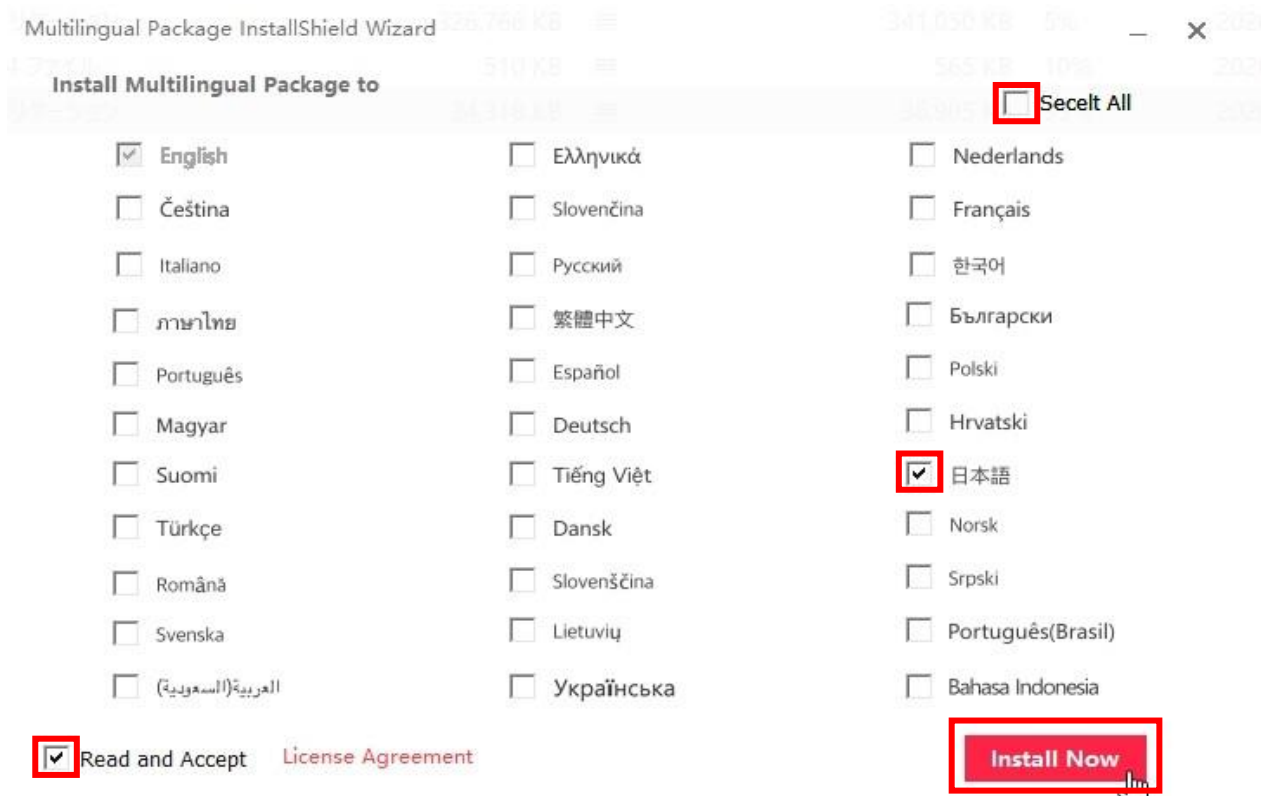 Multilingual Package InstallShield Wizard
Install Multilingual Package to
Secelt All
English Ελληνικά Nederlands
Čeština Slovenčina Français
Italiano Русский 한국어
ภาษาไทย 繁體中文 Български
Português Español Polski
Magyar Deutsch Hrvatski
Suomi Tiếng Việt 日本語
Türkçe Dansk Norsk
Română Slovenščina Srpski
Svenska Lietuvių Português(Brasil)
العربية(السعودية) Українська Bahasa Indonesia
Read and Accept License Agreement Install Now